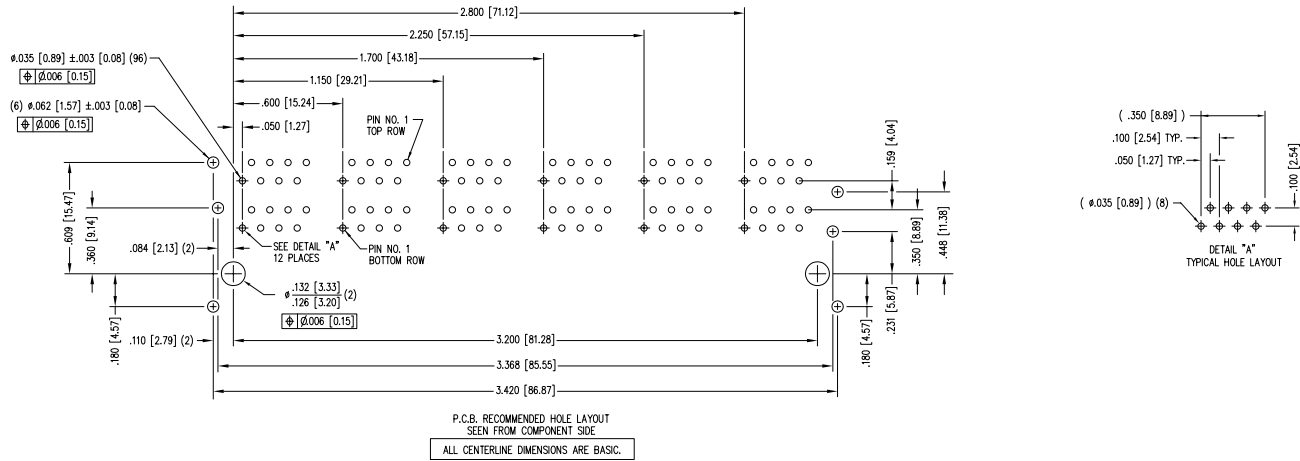 2.800 [71.12]
2.250 [57.15]
1.700 [43.18]
1.150 [29.21]
.600 [15.24]
.050 [1.27]
ø.035 [0.89] ±.003 [0.08] (96)
⌖ Ø.006 [0.15]
(6) ø.062 [1.57] ±.003 [0.08]
⌖ Ø.006 [0.15]
PIN NO. 1
TOP ROW
.159 [4.04]
.609 [15.47]
.360 [9.14]
.084 [2.13] (2)
SEE DETAIL "A"
12 PLACES
PIN NO. 1
BOTTOM ROW
.350 [8.89]
.448 [11.38]
ø .132 [3.33]
.126 [3.20] (2)
⌖ Ø.006 [0.15]
.231 [5.87]
.180 [4.57]
.180 [4.57]
.110 [2.79] (2)
3.200 [81.28]
3.368 [85.55]
3.420 [86.87]
P.C.B. RECOMMENDED HOLE LAYOUT
SEEN FROM COMPONENT SIDE
ALL CENTERLINE DIMENSIONS ARE BASIC.
( .350 [8.89] )
.100 [2.54] TYP.
.050 [1.27] TYP.
.100 [2.54]
( ø.035 [0.89] ) (8)
DETAIL "A"
TYPICAL HOLE LAYOUT